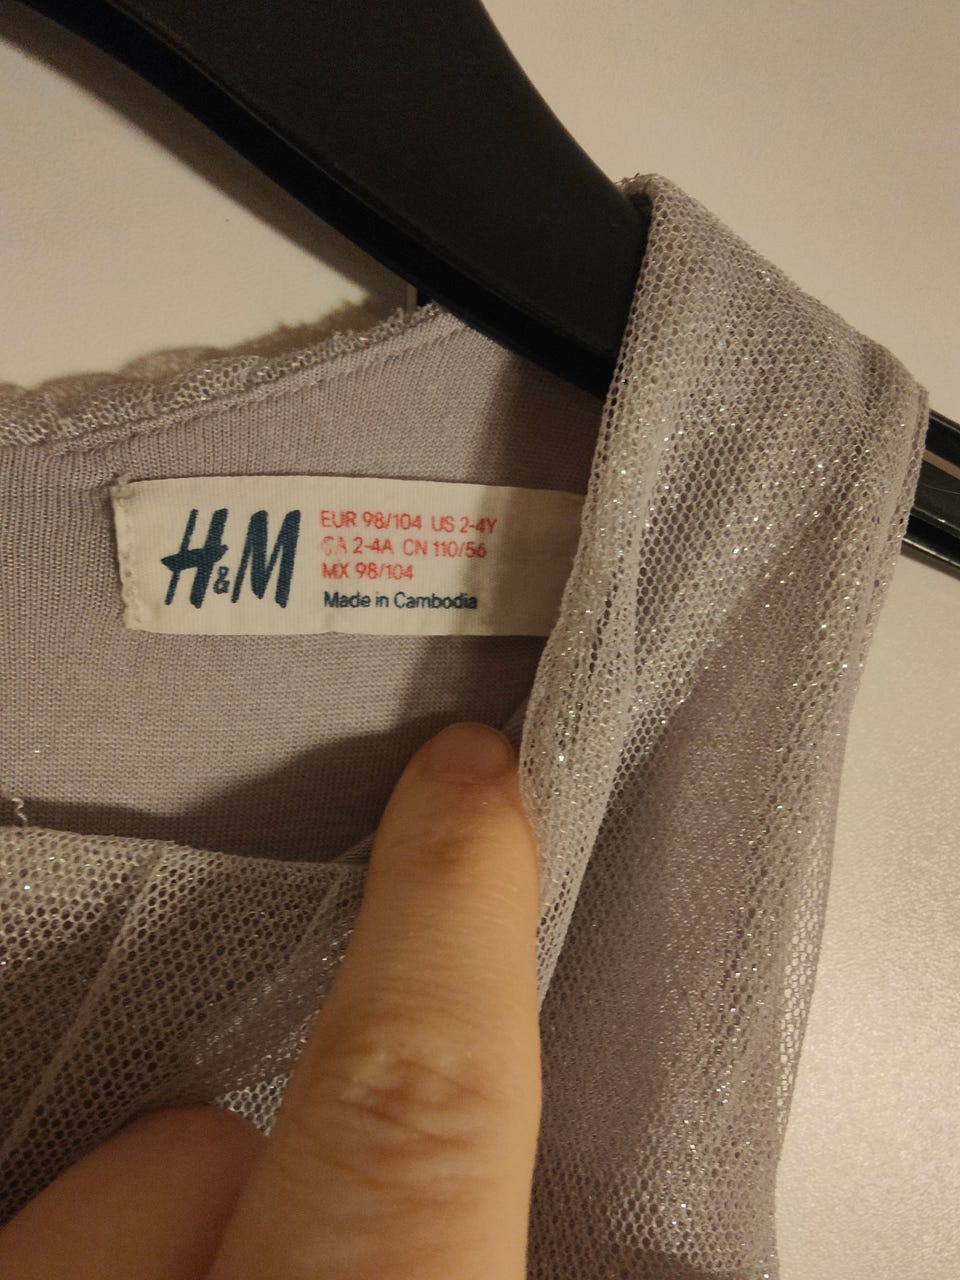 H&M
EUR 98/104 US 2-4Y
CA 2-4A CN 110/56
MX 98/104
Made in Cambodia